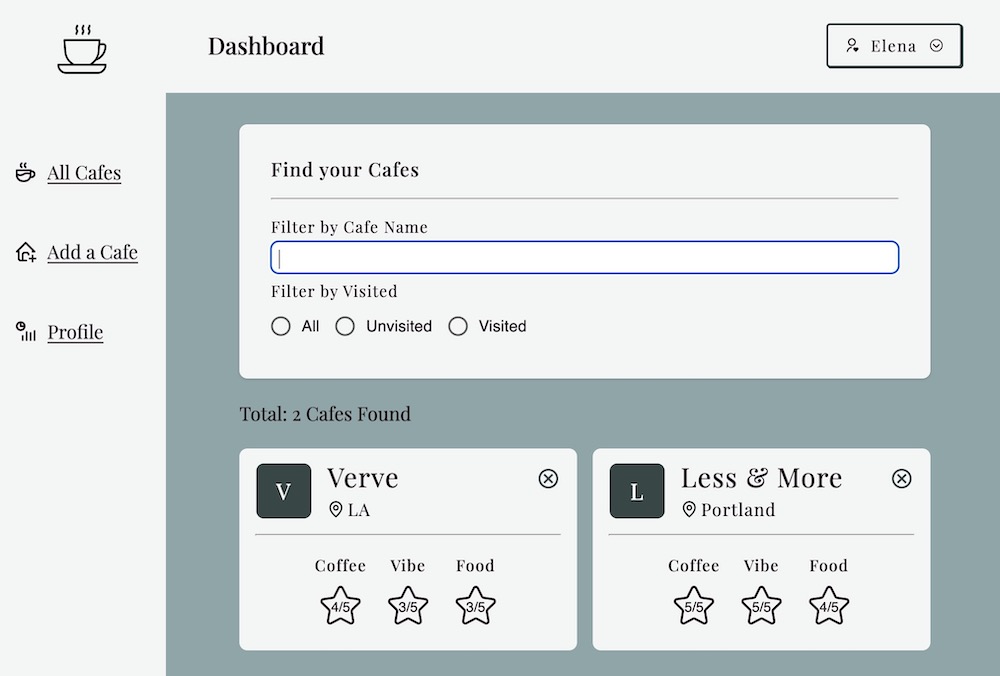 Dashboard
Elena
All Cafes
Add a Cafe
Profile
Find your Cafes
Filter by Cafe Name
Filter by Visited
All Unvisited Visited
Total: 2 Cafes Found
V
Verve
LA
Coffee Vibe Food
4/5 3/5 3/5
L
Less & More
Portland
Coffee Vibe Food
5/5 5/5 4/5